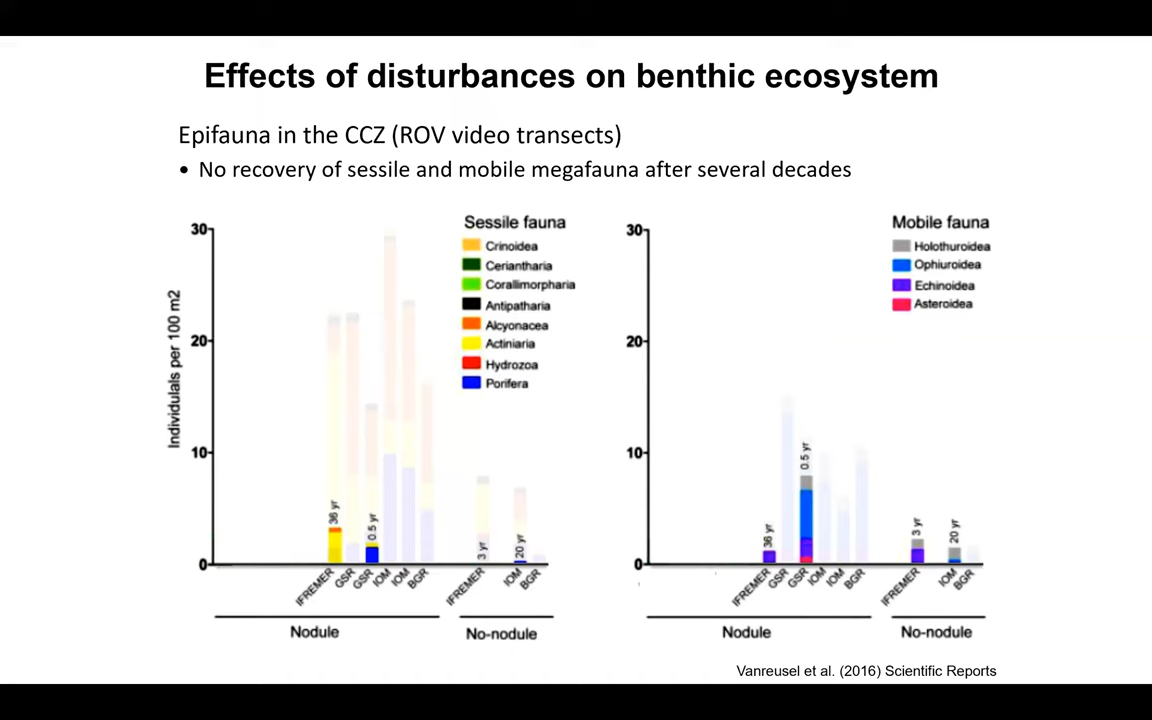 Effects of disturbances on benthic ecosystem
Epifauna in the CCZ (ROV video transects)
• No recovery of sessile and mobile megafauna after several decades
Individulals per 100 m2
30
20
10
0
Sessile fauna
Crinoidea
Ceriantharia
Corallimorpharia
Antipatharia
Alcyonacea
Actiniaria
Hydrozoa
Porifera
36 yr
0.5 yr
3 yr
20 yr
IFREMER
GSR
GSR
IOM
IOM
BGR
IFREMER
IOM
BGR
Nodule
No-nodule
30
20
10
0
Mobile fauna
Holothuroidea
Ophiuroidea
Echinoidea
Asteroidea
36 yr
0.5 yr
3 yr
20 yr
IFREMER
GSR
GSR
IOM
IOM
BGR
IFREMER
IOM
BGR
Nodule
No-nodule
Vanreusel et al. (2016) Scientific Reports